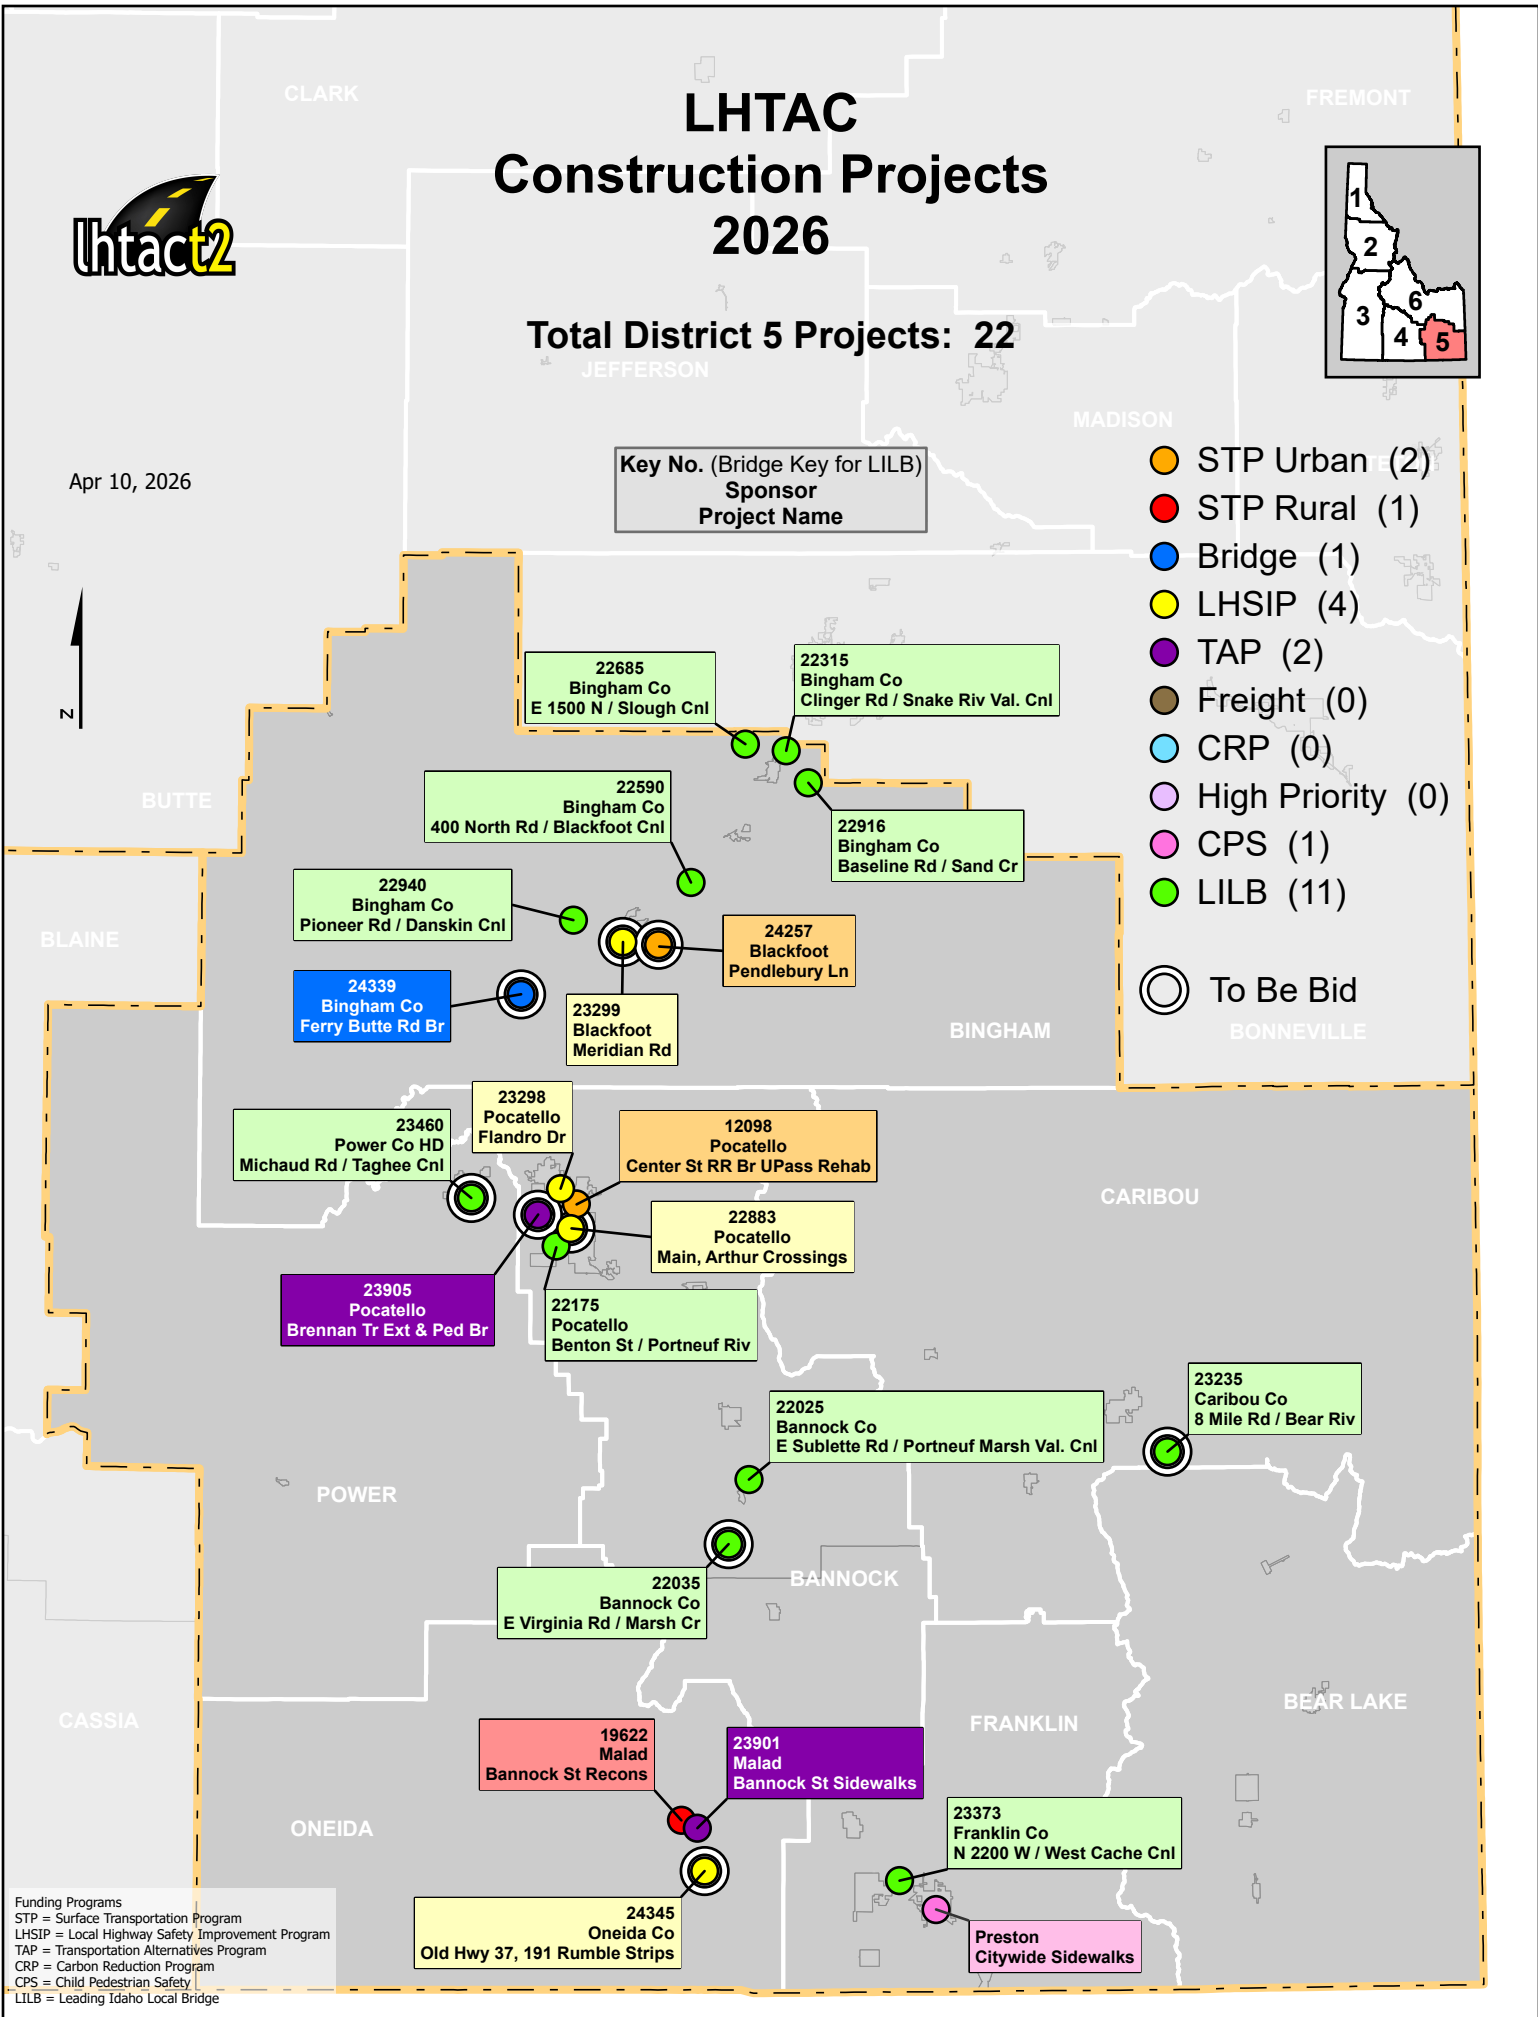 CLARK
FREMONT
LHTAC
Construction Projects
2026
lhtact2
1
2
3
4
5
6
Total District 5 Projects: 22
JEFFERSON
MADISON
Apr 10, 2026
Key No. (Bridge Key for LILB)
Sponsor
Project Name
STP Urban (2)
STP Rural (1)
Bridge (1)
LHSIP (4)
TAP (2)
Freight (0)
CRP (0)
High Priority (0)
CPS (1)
LILB (11)
To Be Bid
N
22685
Bingham Co
E 1500 N / Slough Cnl
22315
Bingham Co
Clinger Rd / Snake Riv Val. Cnl
BUTTE
22590
Bingham Co
400 North Rd / Blackfoot Cnl
22916
Bingham Co
Baseline Rd / Sand Cr
22940
Bingham Co
Pioneer Rd / Danskin Cnl
BLAINE
24257
Blackfoot
Pendlebury Ln
24339
Bingham Co
Ferry Butte Rd Br
23299
Blackfoot
Meridian Rd
BINGHAM
BONNEVILLE
23298
Pocatello
Flandro Dr
23460
Power Co HD
Michaud Rd / Taghee Cnl
12098
Pocatello
Center St RR Br UPass Rehab
CARIBOU
22883
Pocatello
Main, Arthur Crossings
23905
Pocatello
Brennan Tr Ext & Ped Br
22175
Pocatello
Benton St / Portneuf Riv
23235
Caribou Co
8 Mile Rd / Bear Riv
22025
Bannock Co
E Sublette Rd / Portneuf Marsh Val. Cnl
POWER
22035
Bannock Co
E Virginia Rd / Marsh Cr
BANNOCK
CASSIA
BEAR LAKE
FRANKLIN
19622
Malad
Bannock St Recons
23901
Malad
Bannock St Sidewalks
ONEIDA
23373
Franklin Co
N 2200 W / West Cache Cnl
24345
Oneida Co
Old Hwy 37, 191 Rumble Strips
Preston
Citywide Sidewalks
Funding Programs
STP = Surface Transportation Program
LHSIP = Local Highway Safety Improvement Program
TAP = Transportation Alternatives Program
CRP = Carbon Reduction Program
CPS = Child Pedestrian Safety
LILB = Leading Idaho Local Bridge